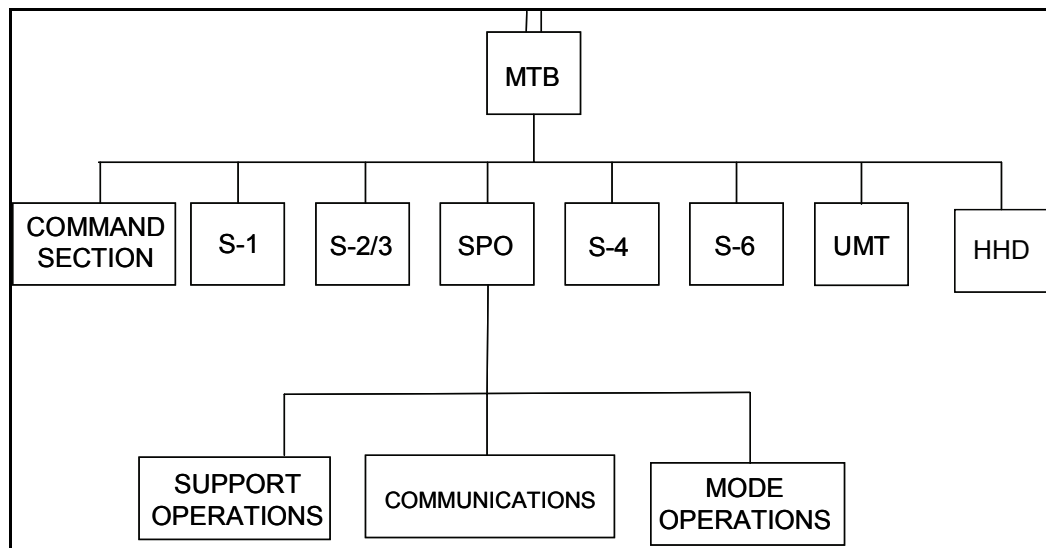 MTB
COMMAND
SECTION
S-1
S-2/3
SPO
S-4
S-6
UMT
HHD
SUPPORT
OPERATIONS
COMMUNICATIONS
MODE
OPERATIONS